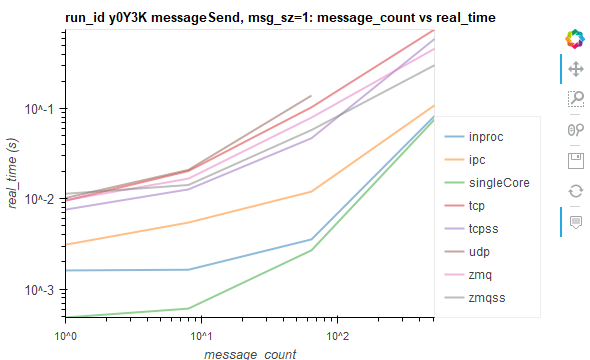 run_id y0Y3K messageSend, msg_sz=1: message_count vs real_time
10^-1
10^-2
10^-3
real_time (s)
10^0
10^1
10^2
message_count
inproc
ipc
singleCore
tcp
tcpss
udp
zmq
zmqss